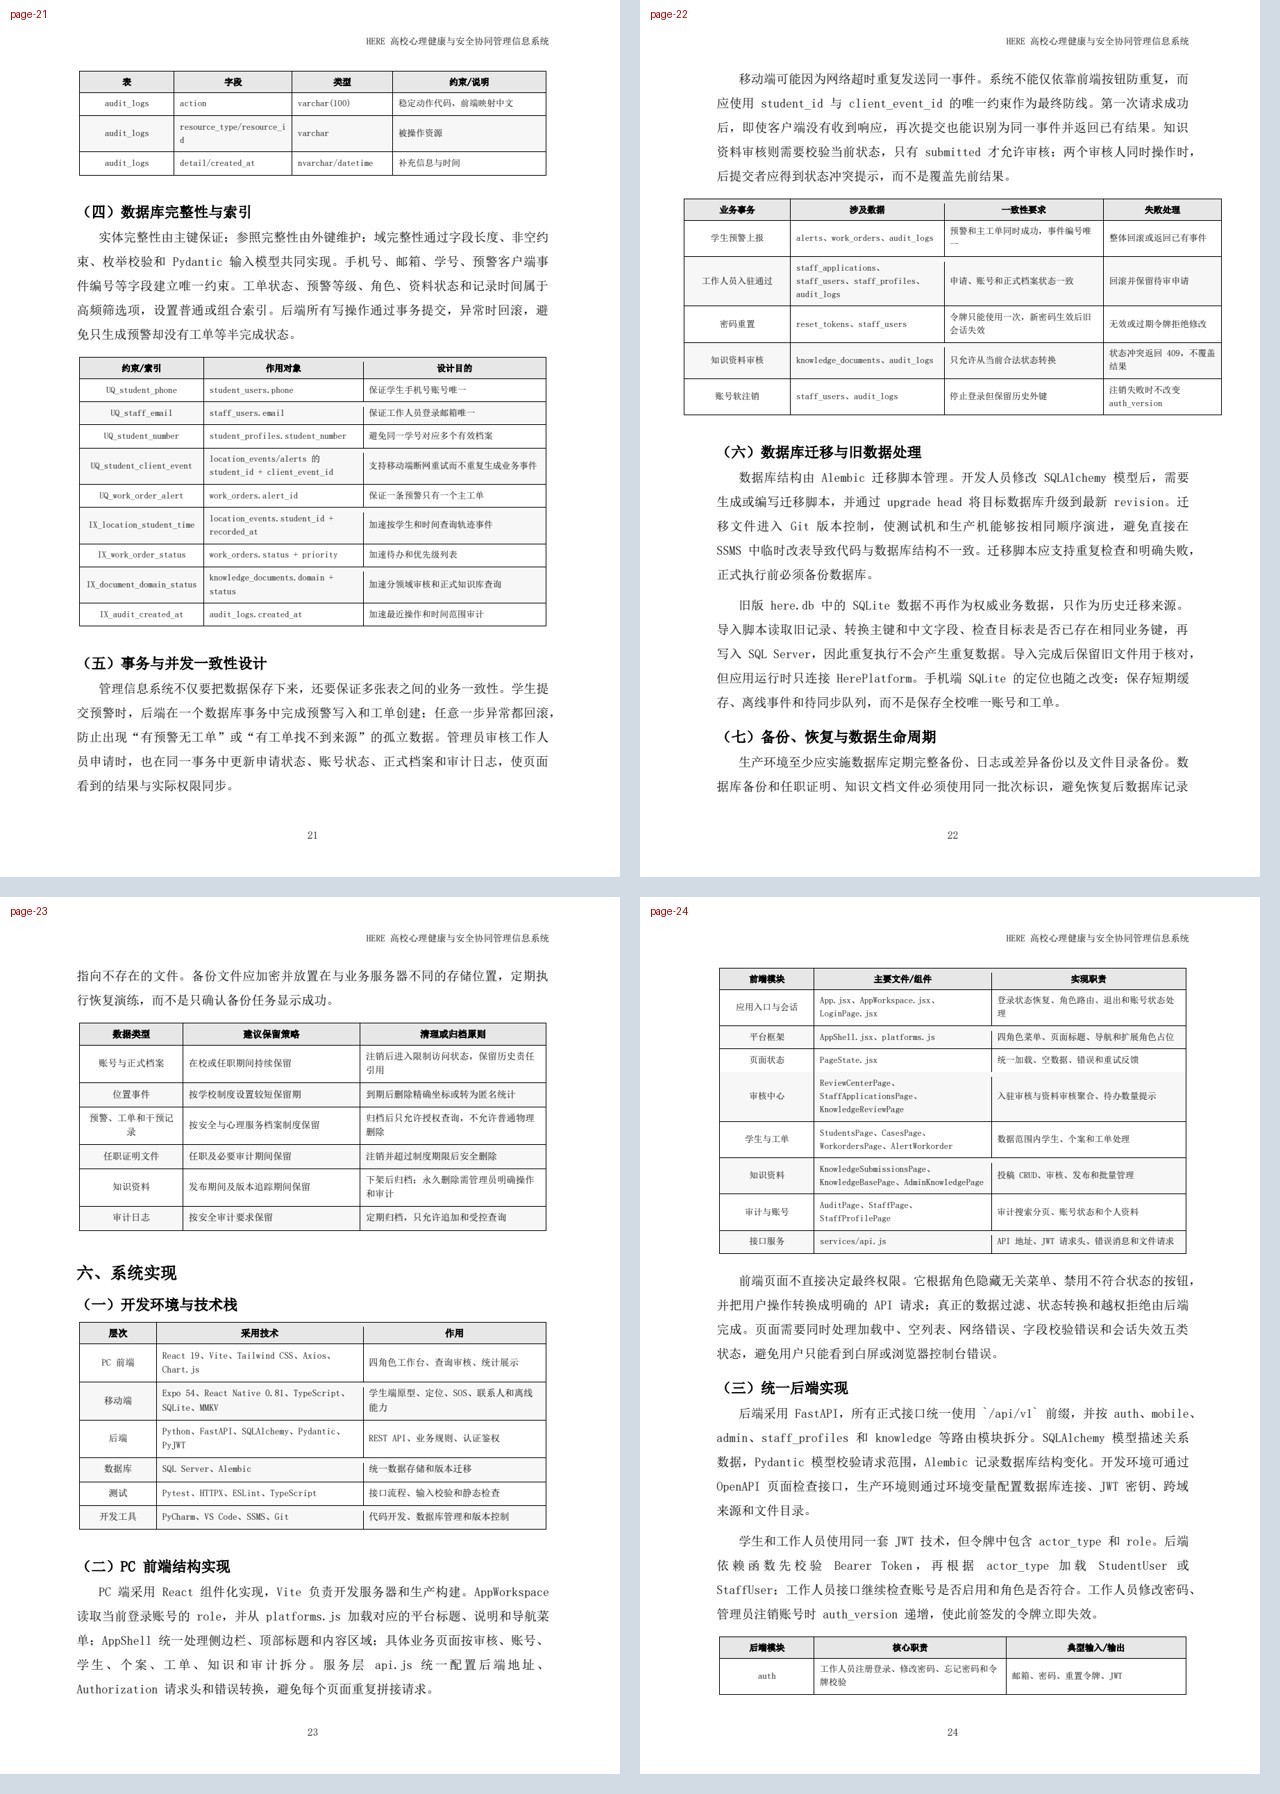 page-21
HERE 高校心理健康与安全协同管理信息系统
表 字段 类型 约束/说明
audit_logs action varchar(100) 稳定动作代码，前端映射中文
audit_logs resource_type/resource_i
d varchar 被操作资源
audit_logs detail/created_at nvarchar/datetime 补充信息与时间
（四）数据库完整性与索引
实体完整性由主键保证；参照完整性由外键维护；域完整性通过字段长度、非空约
束、枚举校验和 Pydantic 输入模型共同实现。手机号、邮箱、学号、预警客户端事
件编号等字段建立唯一约束。工单状态、预警等级、角色、资料状态和记录时间属于
高频筛选项，设置普通或组合索引。后端所有写操作通过事务提交，异常时回滚，避
免只生成预警却没有工单等半完成状态。
约束/索引 作用对象 设计目的
UQ_student_phone student_users.phone 保证学生手机号账号唯一
UQ_staff_email staff_users.email 保证工作人员登录邮箱唯一
UQ_student_number student_profiles.student_number 避免同一学号对应多个有效档案
UQ_student_client_event location_events/alerts 的
student_id + client_event_id 支持移动端断网重试而不重复生成业务事件
UQ_work_order_alert work_orders.alert_id 保证一条预警只有一个主工单
IX_location_student_time location_events.student_id +
recorded_at 加速按学生和时间查询轨迹事件
IX_work_order_status work_orders.status + priority 加速待办和优先级列表
IX_document_domain_status knowledge_documents.domain +
status 加速分领域审核和正式知识库查询
IX_audit_created_at audit_logs.created_at 加速最近操作和时间范围审计
（五）事务与并发一致性设计
管理信息系统不仅要把数据保存下来，还要保证多张表之间的业务一致性。学生提
交预警时，后端在一个数据库事务中完成预警写入和工单创建；任意一步异常都回滚，
防止出现“有预警无工单”或“有工单找不到来源”的孤立数据。管理员审核工作人
员申请时，也在同一事务中更新申请状态、账号状态、正式档案和审计日志，使页面
看到的结果与实际权限同步。
21
page-22
HERE 高校心理健康与安全协同管理信息系统
移动端可能因为网络超时重复发送同一事件。系统不能仅依靠前端按钮防重复，而
应使用 student_id 与 client_event_id 的唯一约束作为最终防线。第一次请求成功
后，即使客户端没有收到响应，再次提交也能识别为同一事件并返回已有结果。知识
资料审核则需要校验当前状态，只有 submitted 才允许审核；两个审核人同时操作时，
后提交者应得到状态冲突提示，而不是覆盖先前结果。
业务事务 涉及数据 一致性要求 失败处理
学生预警上报 alerts、work_orders、audit_logs 预警和主工单同时成功，事件编号唯
一 整体回滚或返回已有事件
工作人员入驻通过 staff_applications、
staff_users、staff_profiles、
audit_logs 申请、账号和正式档案状态一致 回滚并保留待审申请
密码重置 reset_tokens、staff_users 令牌只能使用一次，新密码生效后旧
会话失效 无效或过期令牌拒绝修改
知识资料审核 knowledge_documents、audit_logs 只允许从当前合法状态转换 状态冲突返回 409，不覆盖
结果
账号软注销 staff_users、audit_logs 停止登录但保留历史外键 注销失败时不改变
auth_version
（六）数据库迁移与旧数据处理
数据库结构由 Alembic 迁移脚本管理。开发人员修改 SQLAlchemy 模型后，需要
生成或编写迁移脚本，并通过 upgrade head 将目标数据库升级到最新 revision。迁
移文件进入 Git 版本控制，使测试机和生产机能够按相同顺序演进，避免直接在
SSMS 中临时改表导致代码与数据库结构不一致。迁移脚本应支持重复检查和明确失败，
正式执行前必须备份数据库。
旧版 here.db 中的 SQLite 数据不再作为权威业务数据，只作为历史迁移来源。
导入脚本读取旧记录、转换主键和中文字段、检查目标表是否已存在相同业务键，再
写入 SQL Server，因此重复执行不会产生重复数据。导入完成后保留旧文件用于核对，
但应用运行时只连接 HerePlatform。手机端 SQLite 的定位也随之改变：保存短期缓
存、离线事件和待同步队列，而不是保存全校唯一账号和工单。
（七）备份、恢复与数据生命周期
生产环境至少应实施数据库定期完整备份、日志或差异备份以及文件目录备份。数
据库备份和任职证明、知识文档文件必须使用同一批次标识，避免恢复后数据库记录
22
page-23
HERE 高校心理健康与安全协同管理信息系统
指向不存在的文件。备份文件应加密并放置在与业务服务器不同的存储位置，定期执
行恢复演练，而不是只确认备份任务显示成功。
数据类型 建议保留策略 清理或归档原则
账号与正式档案 在校或任职期间持续保留 注销后进入限制访问状态，保留历史责任
引用
位置事件 按学校制度设置较短保留期 到期后删除精确坐标或转为匿名统计
预警、工单和干预记
录 按安全与心理服务档案制度保留 归档后只允许授权查询，不允许普通物理
删除
任职证明文件 任职及必要审计期间保留 注销并超过制度期限后安全删除
知识资料 发布期间及版本追踪期间保留 下架后归档；永久删除需管理员明确操作
和审计
审计日志 按安全审计要求保留 定期归档，只允许追加和受控查询
六、系统实现
（一）开发环境与技术栈
层次 采用技术 作用
PC 前端 React 19、Vite、Tailwind CSS、Axios、
Chart.js 四角色工作台、查询审核、统计展示
移动端 Expo 54、React Native 0.81、TypeScript、
SQLite、MMKV 学生端原型、定位、SOS、联系人和离线
能力
后端 Python、FastAPI、SQLAlchemy、Pydantic、
PyJWT REST API、业务规则、认证鉴权
数据库 SQL Server、Alembic 统一数据存储和版本迁移
测试 Pytest、HTTPX、ESLint、TypeScript 接口流程、输入校验和静态检查
开发工具 PyCharm、VS Code、SSMS、Git 代码开发、数据库管理和版本控制
（二）PC 前端结构实现
PC 端采用 React 组件化实现，Vite 负责开发服务器和生产构建。AppWorkspace
读取当前登录账号的 role，并从 platforms.js 加载对应的平台标题、说明和导航菜
单；AppShell 统一处理侧边栏、顶部标题和内容区域；具体业务页面按审核、账号、
学生、个案、工单、知识和审计拆分。服务层 api.js 统一配置后端地址、
Authorization 请求头和错误转换，避免每个页面重复拼接请求。
23
page-24
HERE 高校心理健康与安全协同管理信息系统
前端模块 主要文件/组件 实现职责
应用入口与会话 App.jsx、AppWorkspace.jsx、
LoginPage.jsx 登录状态恢复、角色路由、退出和账号状态处
理
平台框架 AppShell.jsx、platforms.js 四角色菜单、页面标题、导航和扩展角色占位
页面状态 PageState.jsx 统一加载、空数据、错误和重试反馈
审核中心 ReviewCenterPage、
StaffApplicationsPage、
KnowledgeReviewPage 入驻审核与资料审核聚合、待办数量提示
学生与工单 StudentsPage、CasesPage、
WorkordersPage、AlertWorkorder 数据范围内学生、个案和工单处理
知识资料 KnowledgeSubmissionsPage、
KnowledgeBasePage、AdminKnowledgePage 投稿 CRUD、审核、发布和批量管理
审计与账号 AuditPage、StaffPage、
StaffProfilePage 审计搜索分页、账号状态和个人资料
接口服务 services/api.js API 地址、JWT 请求头、错误消息和文件请求
前端页面不直接决定最终权限。它根据角色隐藏无关菜单、禁用不符合状态的按钮，
并把用户操作转换成明确的 API 请求；真正的数据过滤、状态转换和越权拒绝由后端
完成。页面需要同时处理加载中、空列表、网络错误、字段校验错误和会话失效五类
状态，避免用户只能看到白屏或浏览器控制台错误。
（三）统一后端实现
后端采用 FastAPI，所有正式接口统一使用 `/api/v1` 前缀，并按 auth、mobile、
admin、staff_profiles 和 knowledge 等路由模块拆分。SQLAlchemy 模型描述关系
数据，Pydantic 模型校验请求范围，Alembic 记录数据库结构变化。开发环境可通过
OpenAPI 页面检查接口，生产环境则通过环境变量配置数据库连接、JWT 密钥、跨域
来源和文件目录。
学生和工作人员使用同一套 JWT 技术，但令牌中包含 actor_type 和 role。后端
依赖函数先校验 Bearer Token，再根据 actor_type 加载 StudentUser 或
StaffUser；工作人员接口继续检查账号是否启用和角色是否符合。工作人员修改密码、
管理员注销账号时 auth_version 递增，使此前签发的令牌立即失效。
后端模块 核心职责 典型输入/输出
auth 工作人员注册登录、修改密码、忘记密码和令
牌校验 邮箱、密码、重置令牌、JWT
24